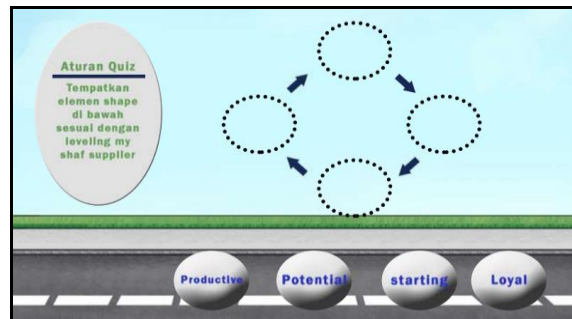 Aturan Quiz
Tempatkan
elemen shape
di bawah
sesuai dengan
leveling my
shaf supplier
Productive Potential starting Loyal